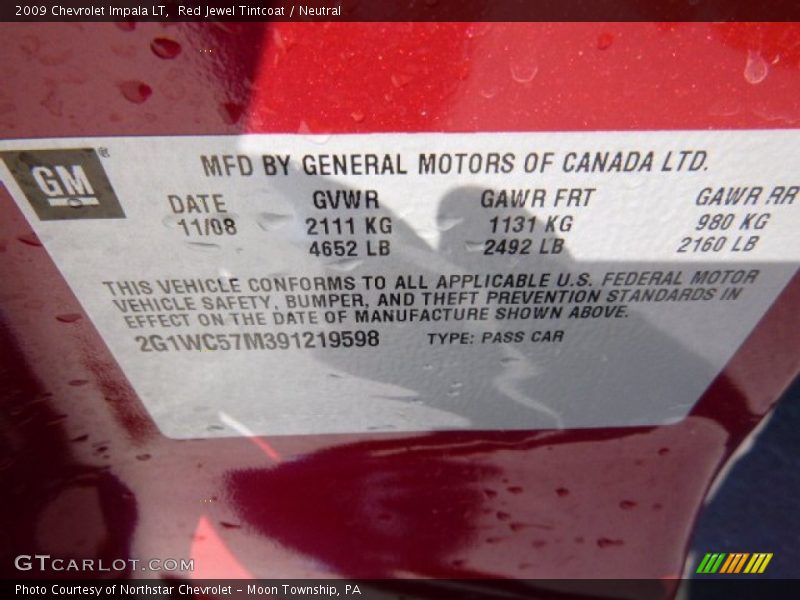 2009 Chevrolet Impala LT, Red Jewel Tintcoat / Neutral
GM®
MFD BY GENERAL MOTORS OF CANADA LTD.
DATE GVWR GAWR FRT GAWR RR
11/08 2111 KG 1131 KG 980 KG
4652 LB 2492 LB 2160 LB
THIS VEHICLE CONFORMS TO ALL APPLICABLE U.S. FEDERAL MOTOR
VEHICLE SAFETY, BUMPER, AND THEFT PREVENTION STANDARDS IN
EFFECT ON THE DATE OF MANUFACTURE SHOWN ABOVE.
2G1WC57M391219598 TYPE: PASS CAR
GTCARLOT.COM
Photo Courtesy of Northstar Chevrolet - Moon Township, PA